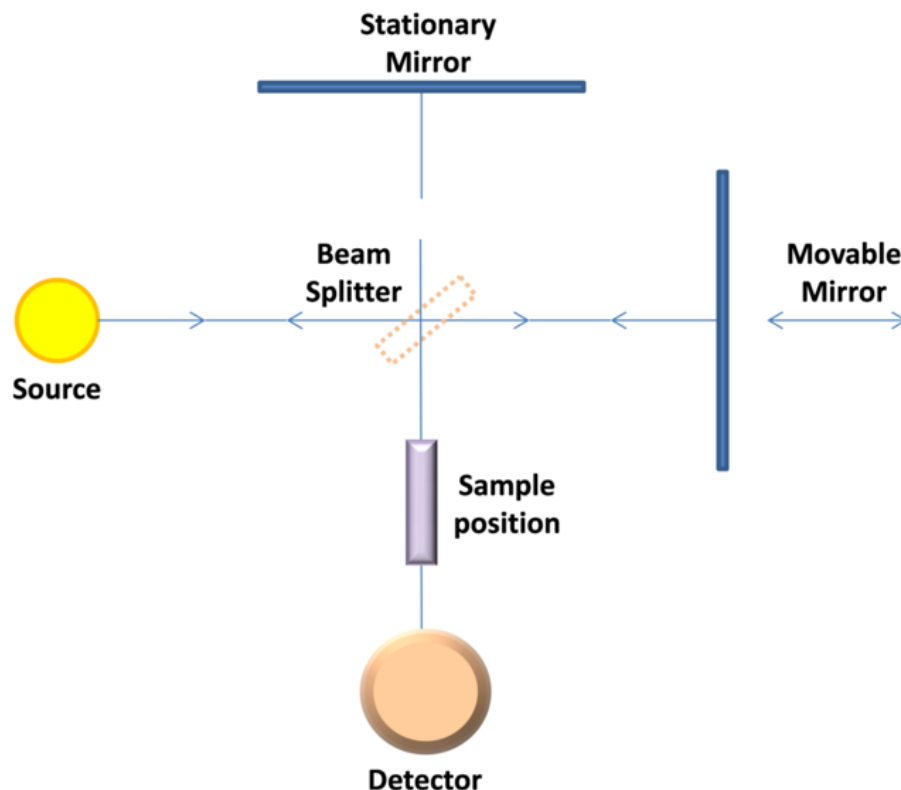 Stationary
Mirror
Beam
Splitter
Movable
Mirror
Source
Sample
position
Detector